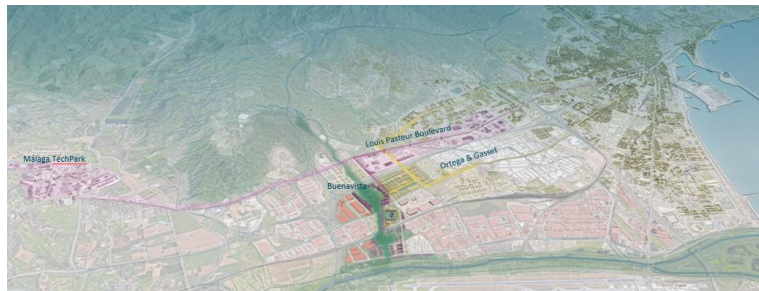 Louis Pasteur Boulevard
Málaga TechPark
Ortega & Gasset
Buenavista